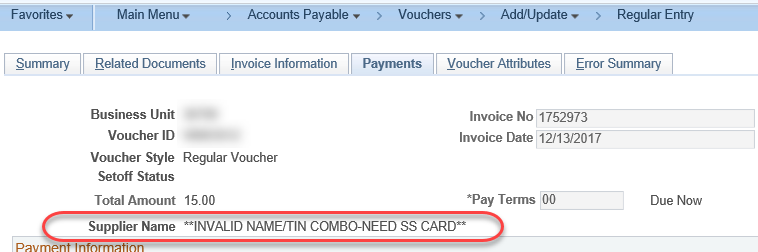 Favorites Main Menu > Accounts Payable > Vouchers > Add/Update > Regular Entry
Summary Related Documents Invoice Information Payments Voucher Attributes Error Summary
Business Unit Invoice No 1752973
Voucher ID Invoice Date 12/13/2017
Voucher Style Regular Voucher
Setoff Status
Total Amount 15.00 *Pay Terms 00 Due Now
Supplier Name **INVALID NAME/TIN COMBO-NEED SS CARD**
Payment Information